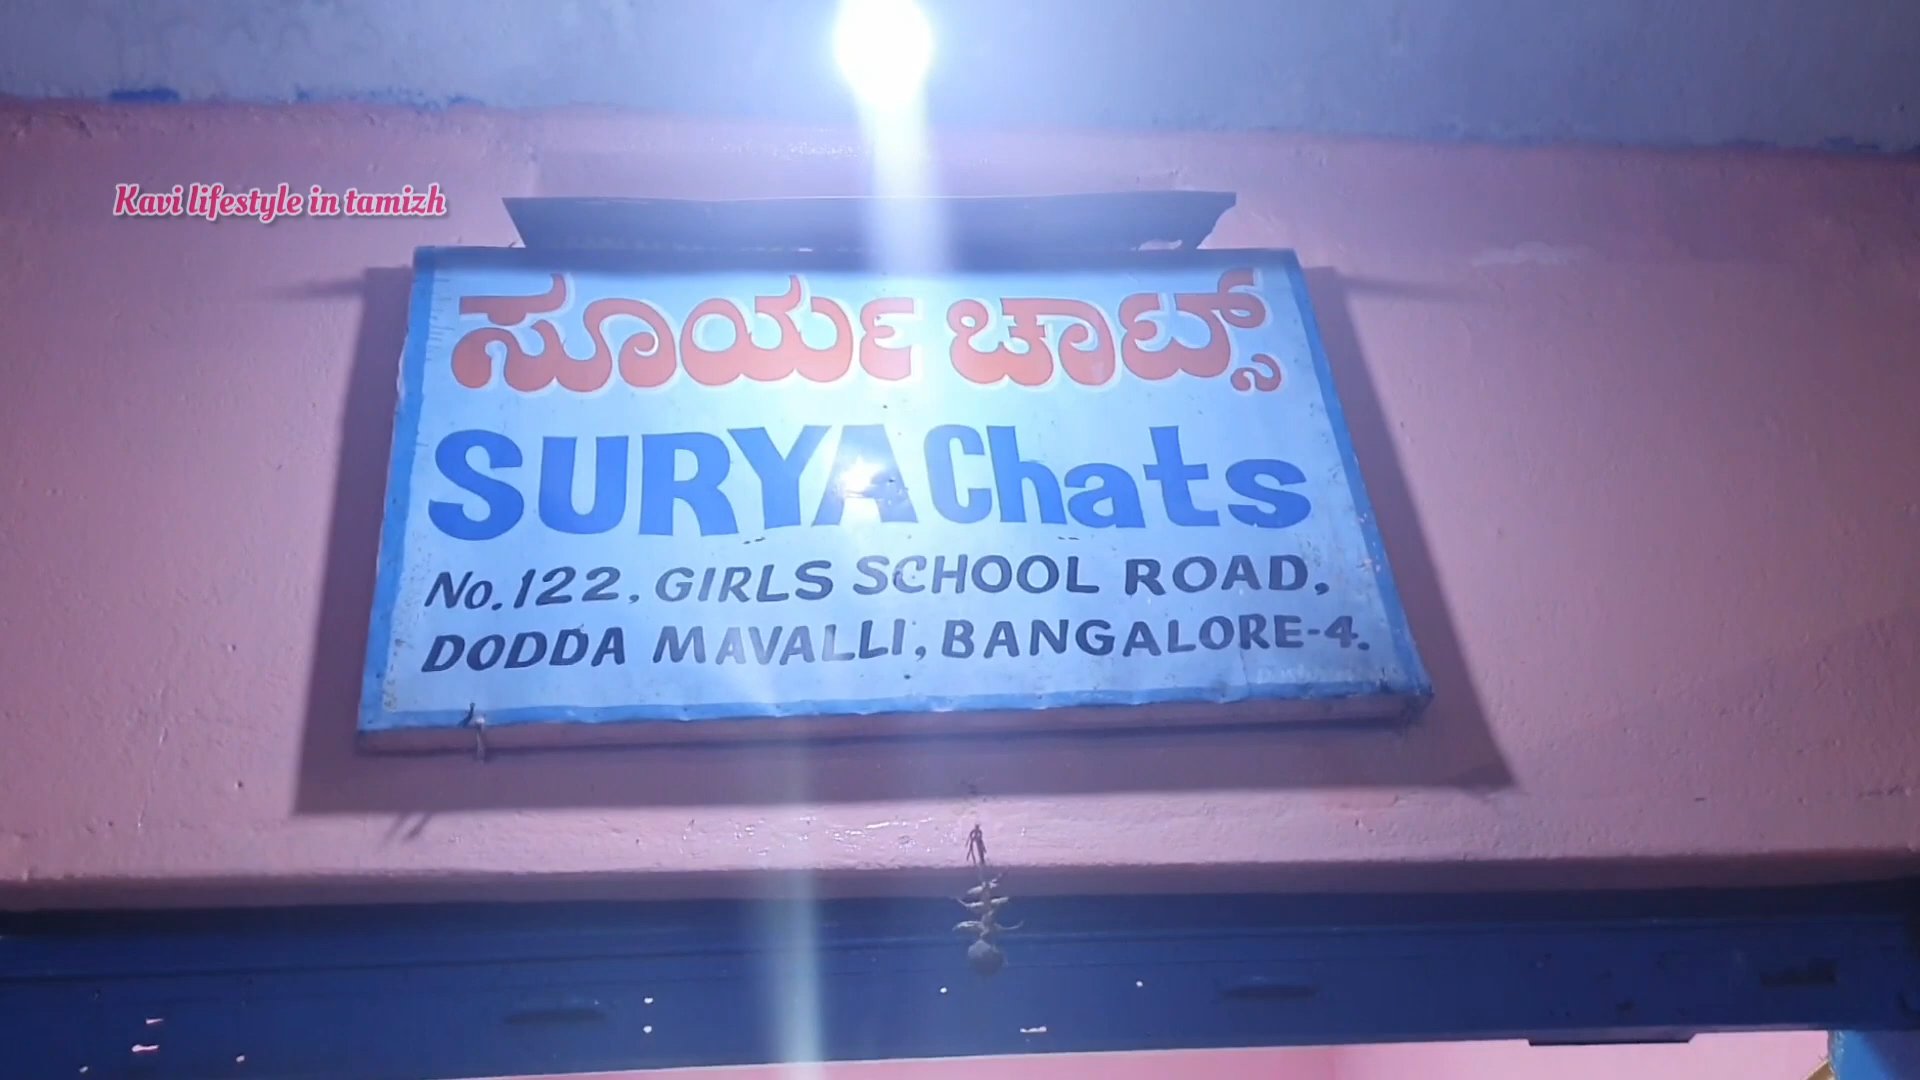 Kavi lifestyle in tamizh
ಸೂರ್ಯ ಚಾಟ್ಸ್
SURYA Chats
No. 122, GIRLS SCHOOL ROAD,
DODDA MAVALLI, BANGALORE-4.